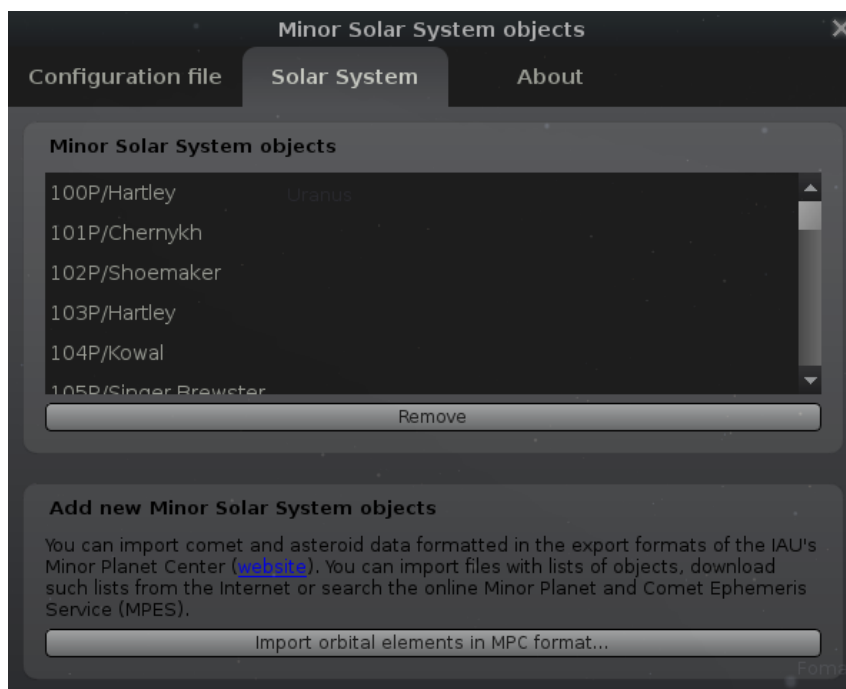 Minor Solar System objects
Configuration file
Solar System
About
Minor Solar System objects
100P/Hartley
Uranus
101P/Chernykh
102P/Shoemaker
103P/Hartley
104P/Kowal
105P/Singer Brewster
Remove
Add new Minor Solar System objects
You can import comet and asteroid data formatted in the export formats of the IAU's
Minor Planet Center (website). You can import files with lists of objects, download
such lists from the Internet or search the online Minor Planet and Comet Ephemeris
Service (MPES).
Import orbital elements in MPC format...
Foma